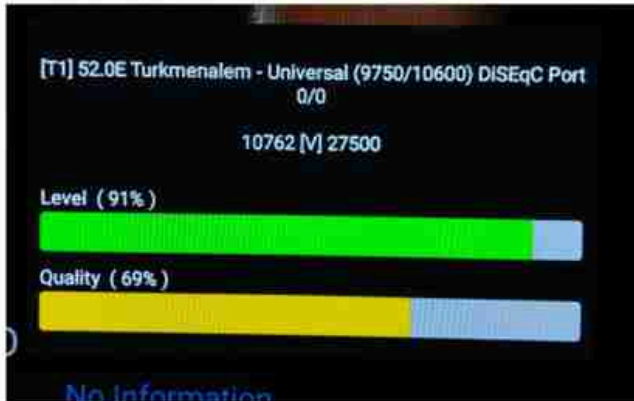 [T1] 52.0E Turkmenalem - Universal (9750/10600) DiSEqC Port
0/0
10762 [V] 27500
Level ( 91% )
Quality ( 69% )
No Information